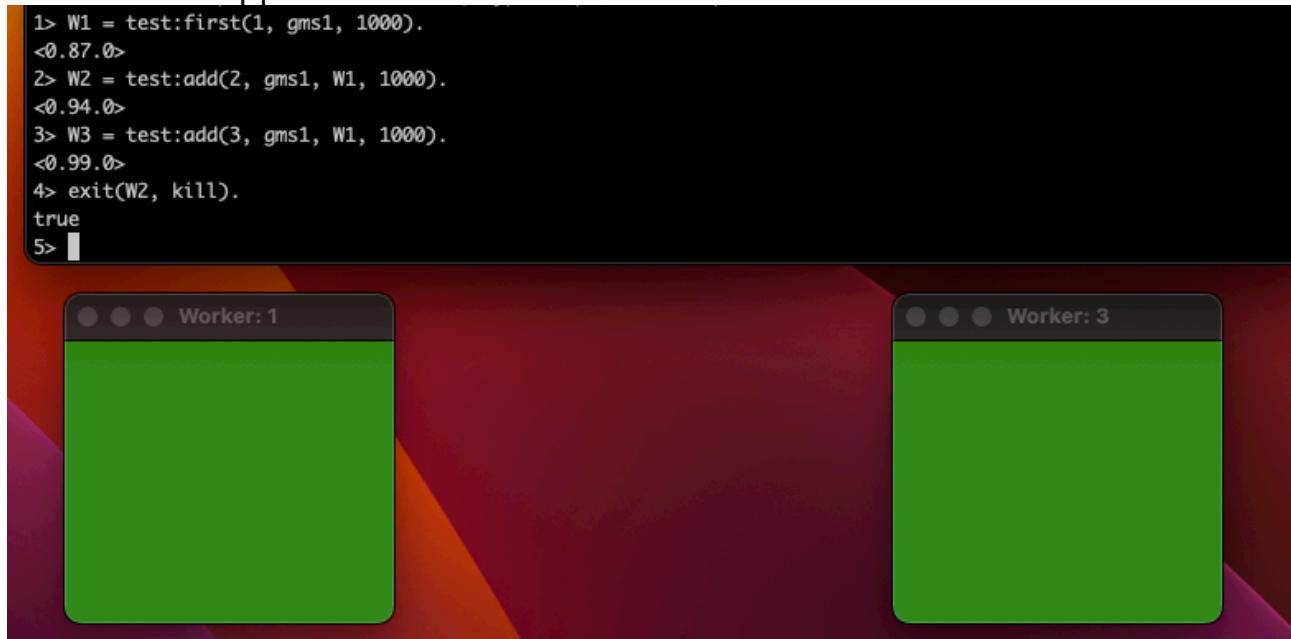 1> W1 = test:first(1, gms1, 1000).
<0.87.0>
2> W2 = test:add(2, gms1, W1, 1000).
<0.94.0>
3> W3 = test:add(3, gms1, W1, 1000).
<0.99.0>
4> exit(W2, kill).
true
5>
Worker: 1
Worker: 3